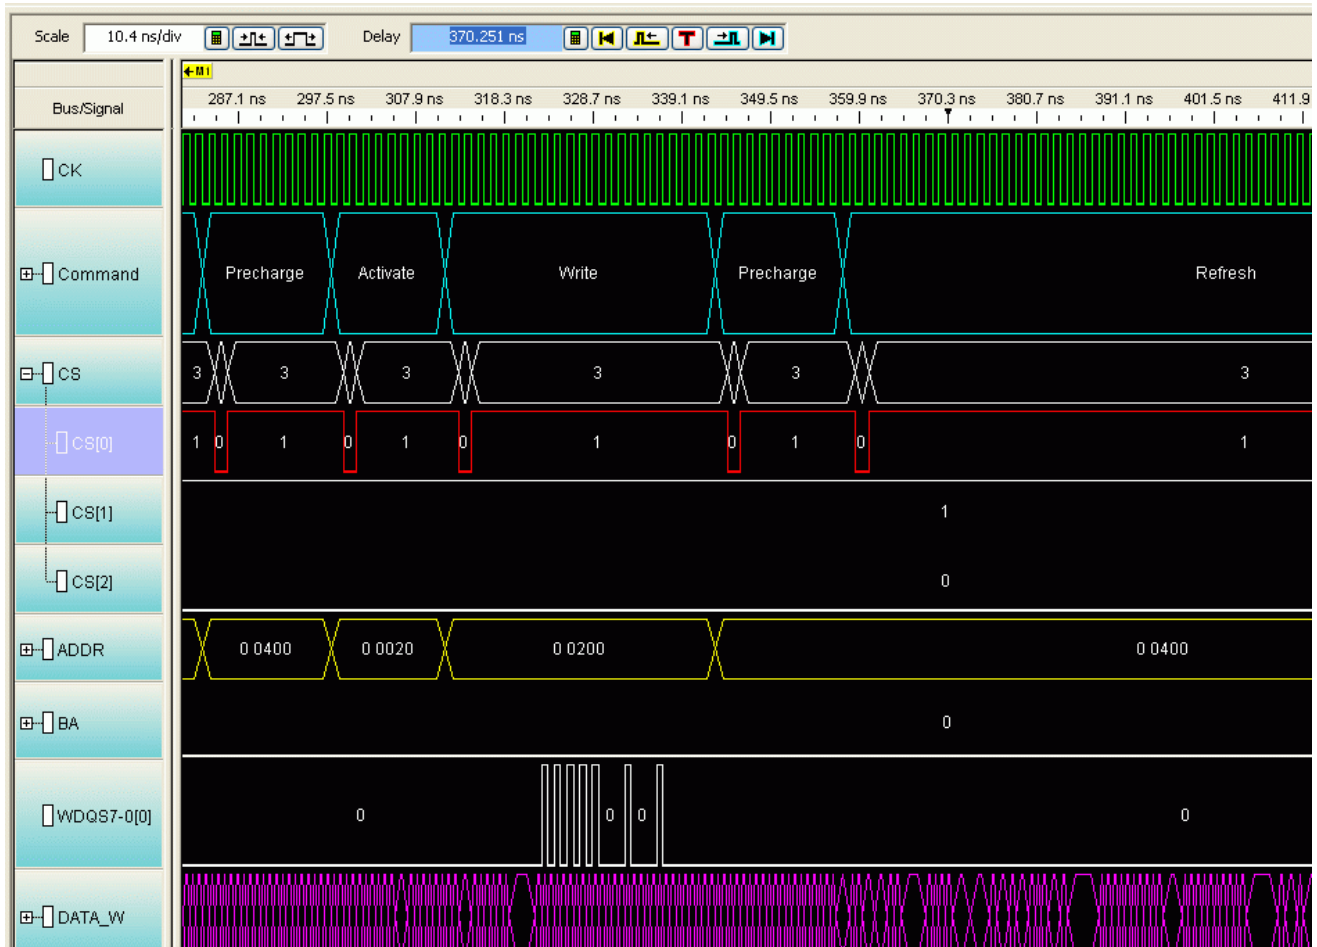 Scale 10.4 ns/div Delay 370.251 ns T
M1
Bus/Signal 287.1 ns 297.5 ns 307.9 ns 318.3 ns 328.7 ns 339.1 ns 349.5 ns 359.9 ns 370.3 ns 380.7 ns 391.1 ns 401.5 ns 411.9
CK
Command Precharge Activate Write Precharge Refresh
CS 3 3 3 3 3 3
CS[0] 1 0 1 0 1 0 1 0 1 0 1
CS[1] 1
CS[2] 0
ADDR 0 0400 0 0020 0 0200 0 0400
BA 0
WDQS7-0[0] 0 0 0 0
DATA_W